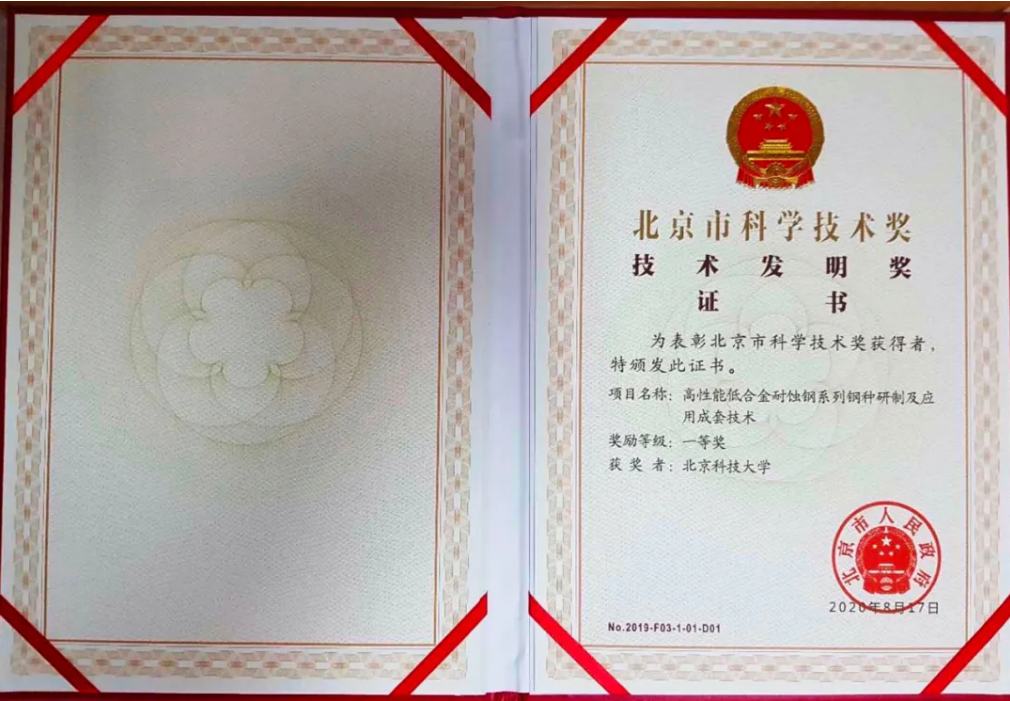 北京市科学技术奖
技术发明奖
证书
为表彰北京市科学技术奖获得者，
特颁发此证书。
项目名称：高性能低合金耐蚀钢系列钢种研制及应
用成套技术
奖励等级：一等奖
获奖者：北京科技大学
北京市人民政府
2020年8月17日
No.2019-F03-1-01-D01